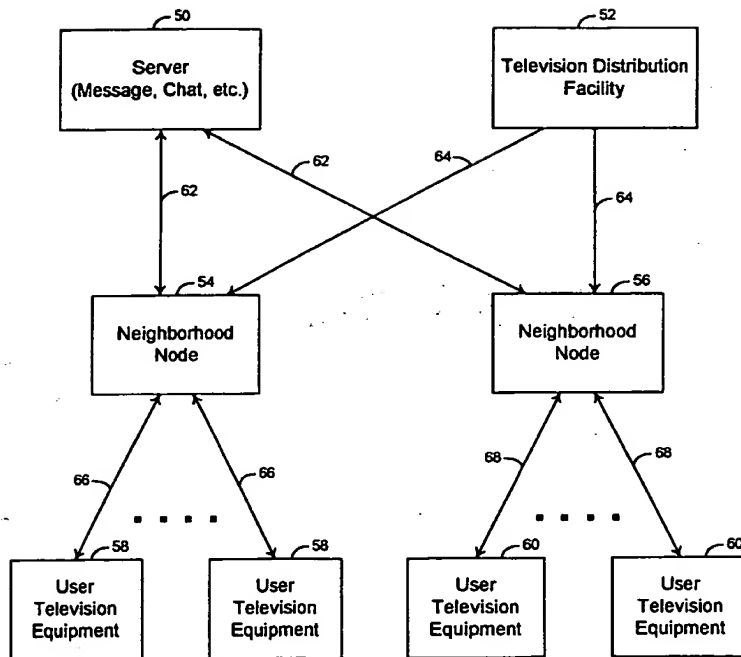 50
52
Server
(Message, Chat, etc.)
Television Distribution
Facility
62
64
62
64
54
56
Neighborhood
Node
Neighborhood
Node
66
66
68
68
58
58
60
60
User
Television
Equipment
User
Television
Equipment
User
Television
Equipment
User
Television
Equipment